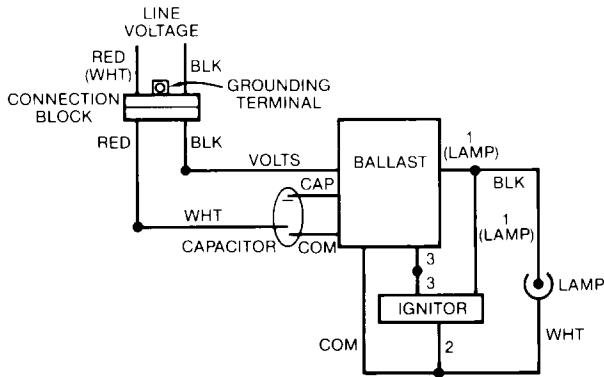 LINE
VOLTAGE
RED
(WHT)
BLK
GROUNDING
TERMINAL
CONNECTION
BLOCK
RED
BLK
VOLTS
BALLAST
1
(LAMP)
BLK
CAP
WHT
CAPACITOR
COM
1
(LAMP)
3
3
IGNITOR
LAMP
COM
2
WHT